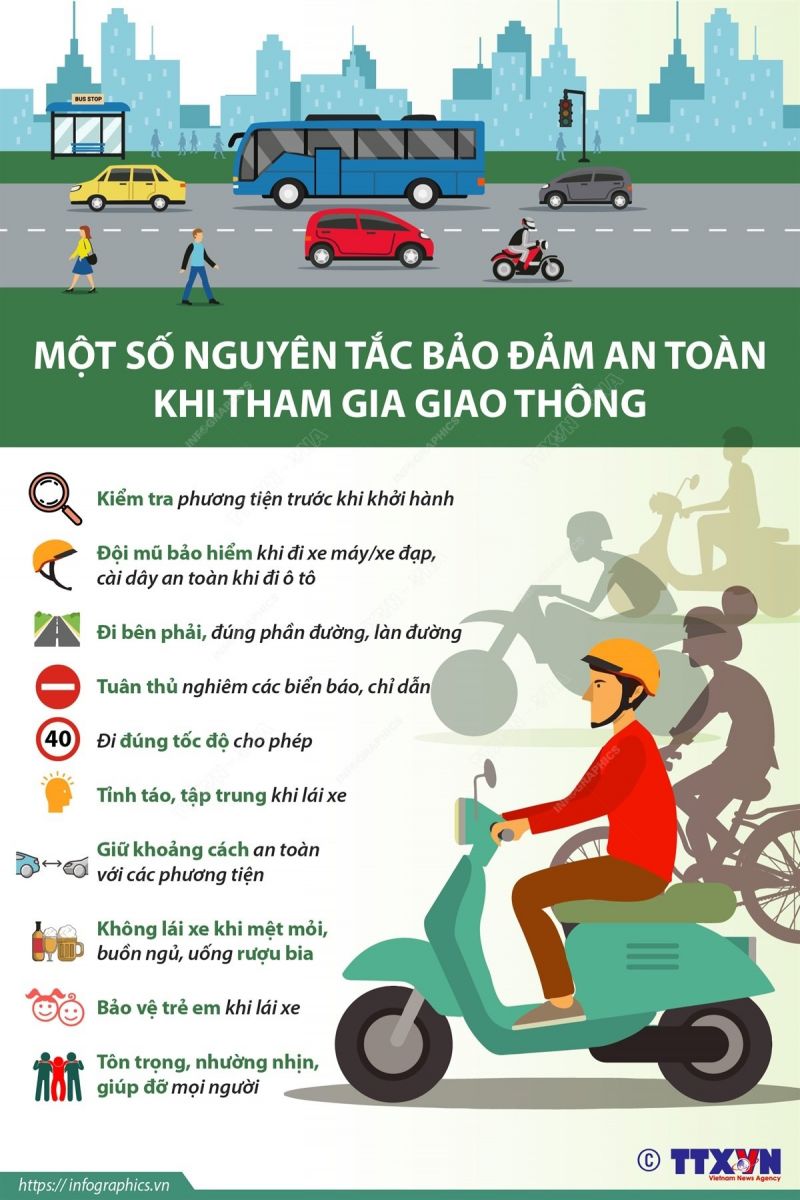 BUS STOP
MỘT SỐ NGUYÊN TẮC BẢO ĐẢM AN TOÀN
KHI THAM GIA GIAO THÔNG
Kiểm tra phương tiện trước khi khởi hành
Đội mũ bảo hiểm khi đi xe máy/xe đạp,
cài dây an toàn khi đi ô tô
Đi bên phải, đúng phần đường, làn đường
Tuân thủ nghiêm các biển báo, chỉ dẫn
40
Đi đúng tốc độ cho phép
Tỉnh táo, tập trung khi lái xe
Giữ khoảng cách an toàn
với các phương tiện
Không lái xe khi mệt mỏi,
buồn ngủ, uống rượu bia
Bảo vệ trẻ em khi lái xe
Tôn trọng, nhường nhịn,
giúp đỡ mọi người
https://infographics.vn
© TTXVN
Vietnam News Agency